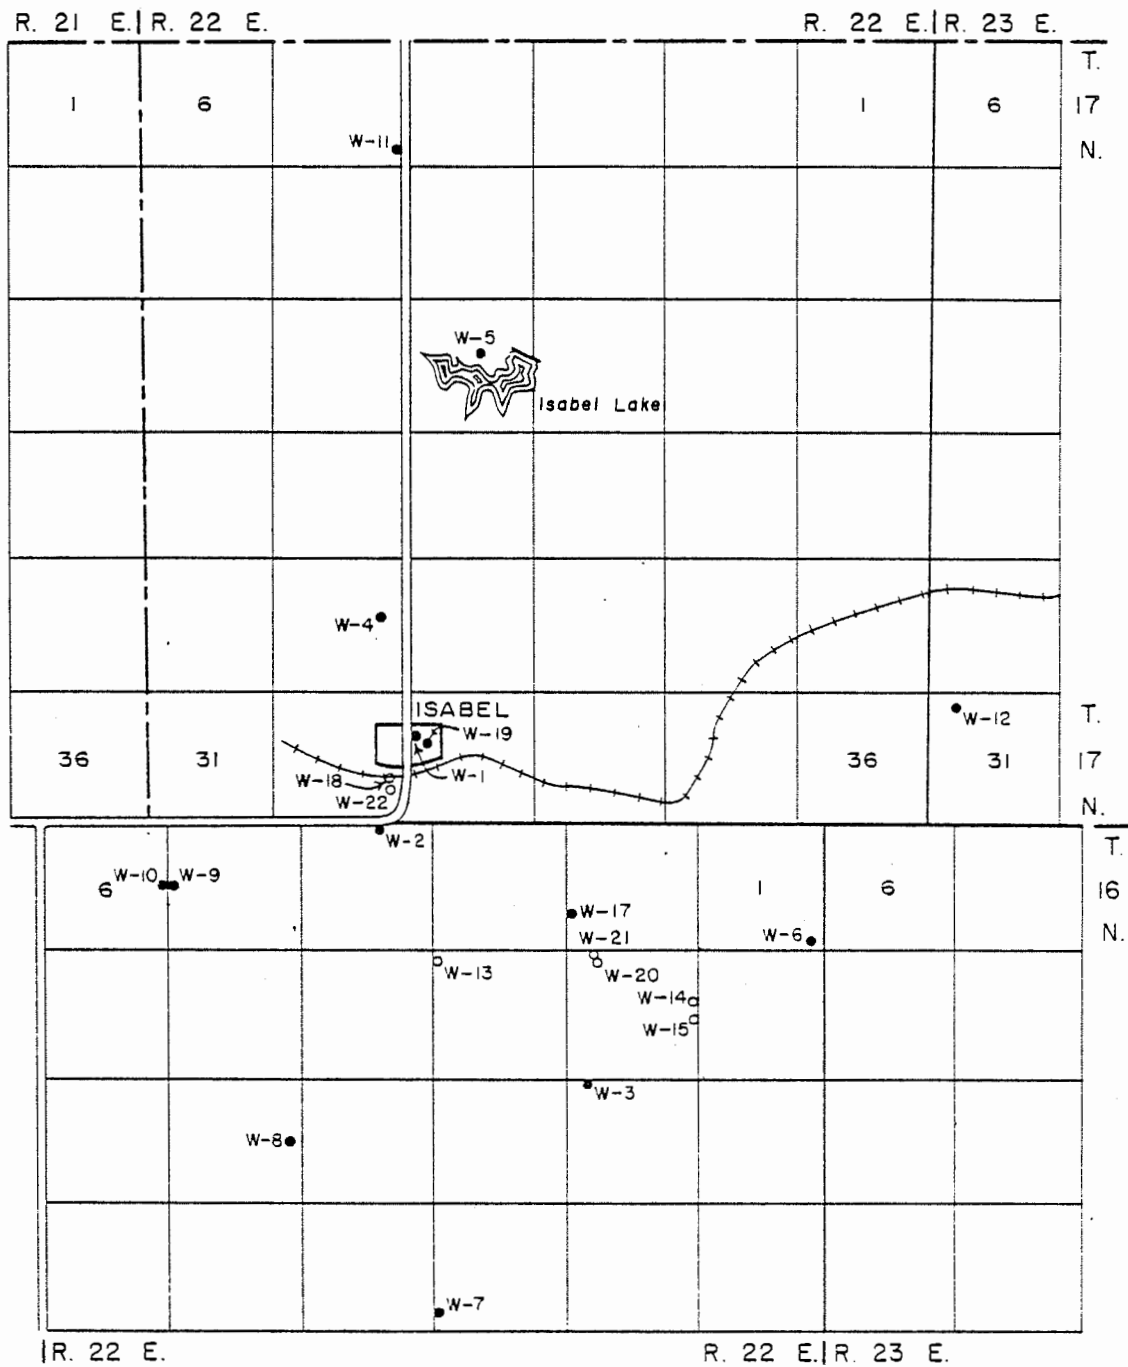 R. 21 E. | R. 22 E.
R. 22 E. | R. 23 E.
T.
17
N.
1
6
1
6
W-11
W-5
Isabel Lake
W-4
ISABEL
W-19
W-1
W-18
W-22
W-12
36
31
36
31
T.
17
N.
W-2
T.
16
N.
6
W-10
W-9
1
6
W-17
W-6
W-21
W-20
W-13
W-14
W-15
W-3
W-8
W-7
| R. 22 E.
R. 22 E. | R. 23 E.